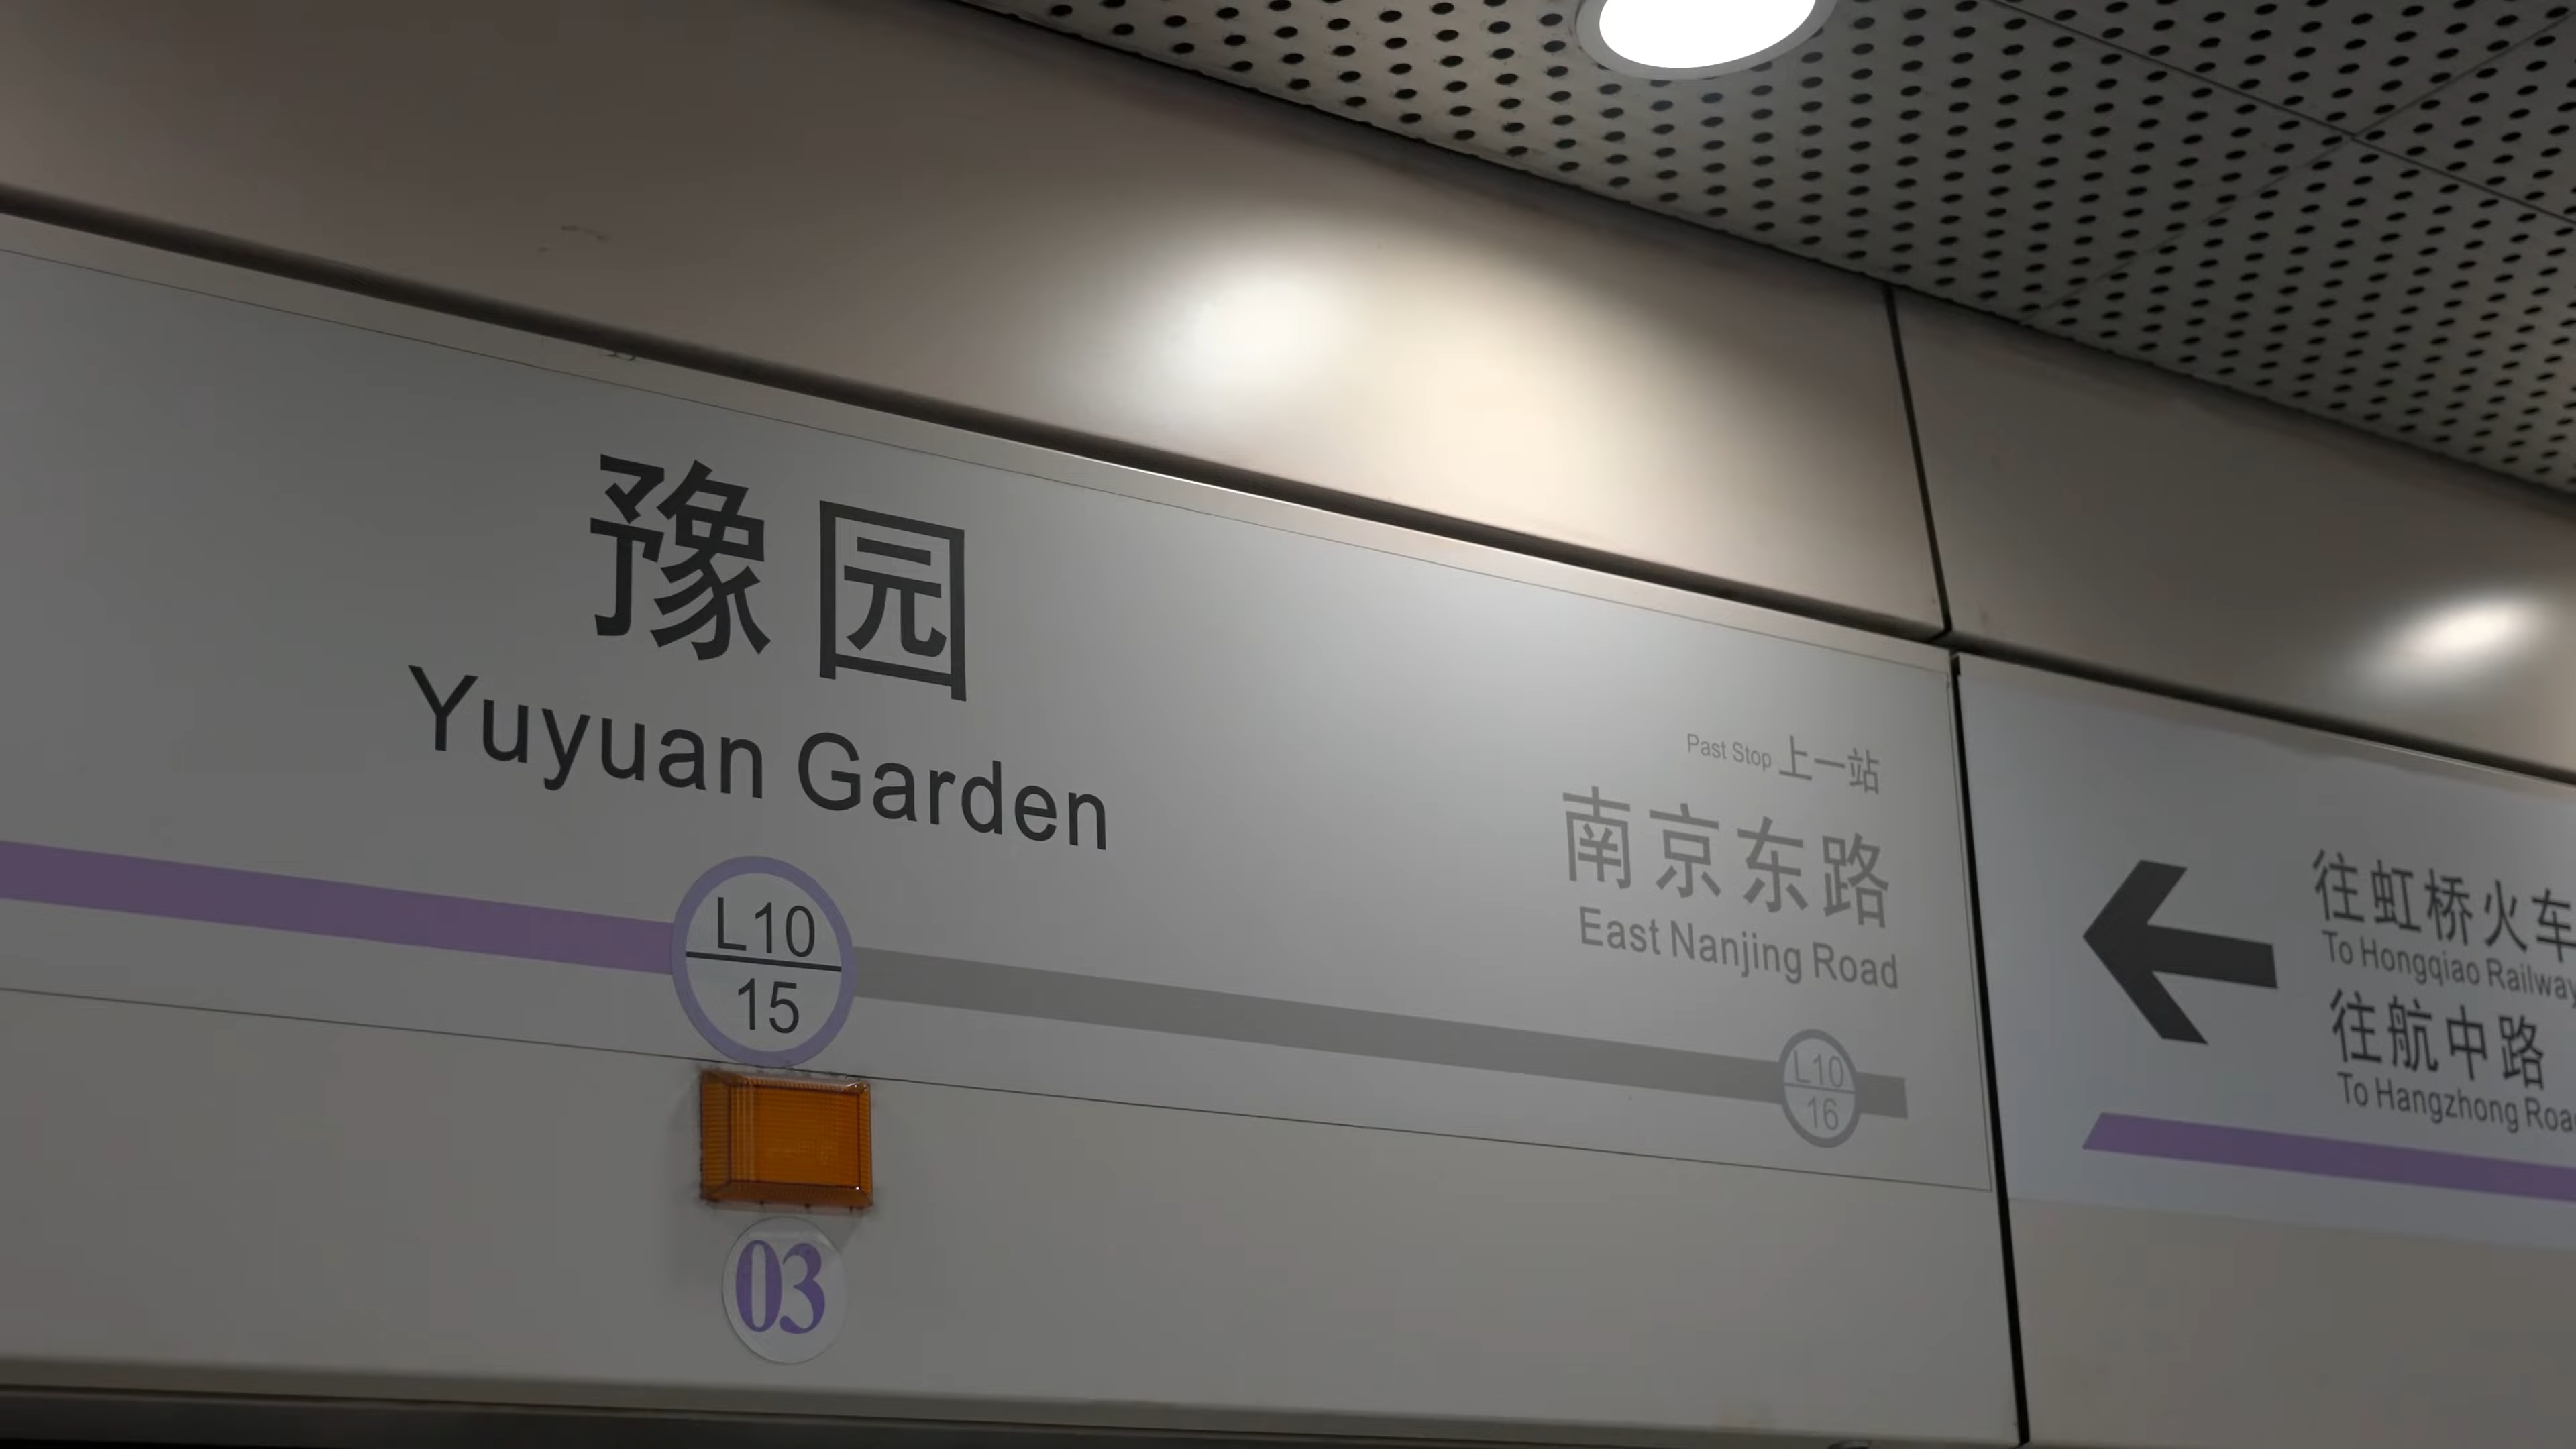 豫园
Yuyuan Garden
L10
15
03
Past Stop 上一站
南京东路
East Nanjing Road
L10
16
往虹桥火车
To Hongqiao Railway
往航中路
To Hangzhong